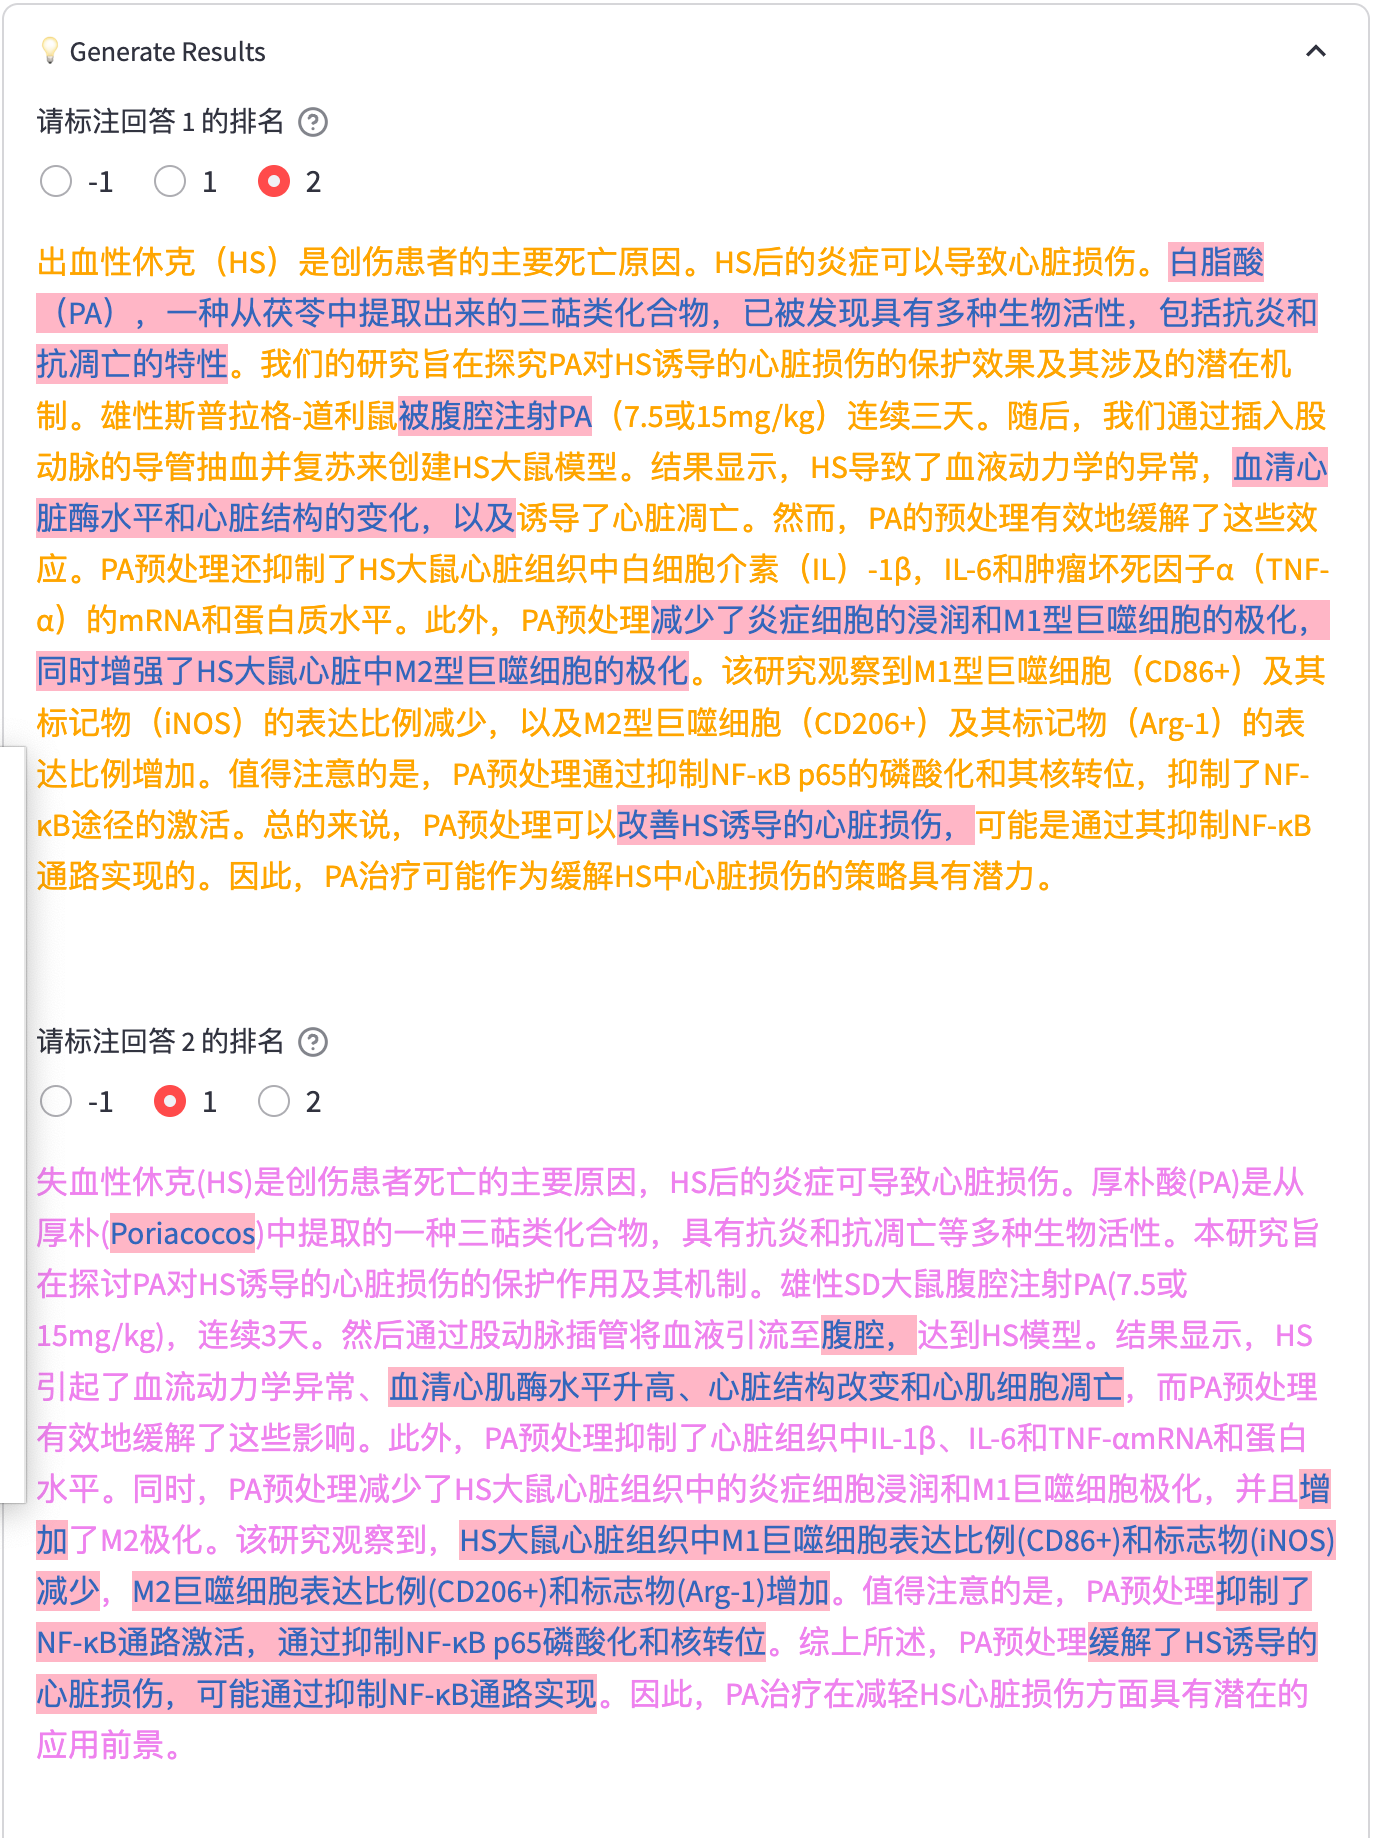 Generate Results
请标注回答 1 的排名
-1 1 2
出血性休克（HS）是创伤患者的主要死亡原因。HS后的炎症可以导致心脏损伤。白脂酸
（PA），一种从茯苓中提取出来的三萜类化合物，已被发现具有多种生物活性，包括抗炎和
抗凋亡的特性。我们的研究旨在探究PA对HS诱导的心脏损伤的保护效果及其涉及的潜在机
制。雄性斯普拉格-道利鼠被腹腔注射PA（7.5或15mg/kg）连续三天。随后，我们通过插入股
动脉的导管抽血并复苏来创建HS大鼠模型。结果显示，HS导致了血液动力学的异常，血清心
脏酶水平和心脏结构的变化，以及诱导了心脏凋亡。然而，PA的预处理有效地缓解了这些效
应。PA预处理还抑制了HS大鼠心脏组织中白细胞介素（IL）-1β，IL-6和肿瘤坏死因子α（TNF-
α）的mRNA和蛋白质水平。此外，PA预处理减少了炎症细胞的浸润和M1型巨噬细胞的极化，
同时增强了HS大鼠心脏中M2型巨噬细胞的极化。该研究观察到M1型巨噬细胞（CD86+）及其
标记物（iNOS）的表达比例减少，以及M2型巨噬细胞（CD206+）及其标记物（Arg-1）的表
达比例增加。值得注意的是，PA预处理通过抑制NF-κB p65的磷酸化和其核转位，抑制了NF-
κB途径的激活。总的来说，PA预处理可以改善HS诱导的心脏损伤，可能是通过其抑制NF-κB
通路实现的。因此，PA治疗可能作为缓解HS中心脏损伤的策略具有潜力。
请标注回答 2 的排名
-1 1 2
失血性休克(HS)是创伤患者死亡的主要原因，HS后的炎症可导致心脏损伤。厚朴酸(PA)是从
厚朴(Poriacocos)中提取的一种三萜类化合物，具有抗炎和抗凋亡等多种生物活性。本研究旨
在探讨PA对HS诱导的心脏损伤的保护作用及其机制。雄性SD大鼠腹腔注射PA(7.5或
15mg/kg)，连续3天。然后通过股动脉插管将血液引流至腹腔，达到HS模型。结果显示，HS
引起了血流动力学异常、血清心肌酶水平升高、心脏结构改变和心肌细胞凋亡，而PA预处理
有效地缓解了这些影响。此外，PA预处理抑制了心脏组织中IL-1β、IL-6和TNF-αmRNA和蛋白
水平。同时，PA预处理减少了HS大鼠心脏组织中的炎症细胞浸润和M1巨噬细胞极化，并且增
加了M2极化。该研究观察到，HS大鼠心脏组织中M1巨噬细胞表达比例(CD86+)和标志物(iNOS)
减少，M2巨噬细胞表达比例(CD206+)和标志物(Arg-1)增加。值得注意的是，PA预处理抑制了
NF-κB通路激活，通过抑制NF-κB p65磷酸化和核转位。综上所述，PA预处理缓解了HS诱导的
心脏损伤，可能通过抑制NF-κB通路实现。因此，PA治疗在减轻HS心脏损伤方面具有潜在的
应用前景。